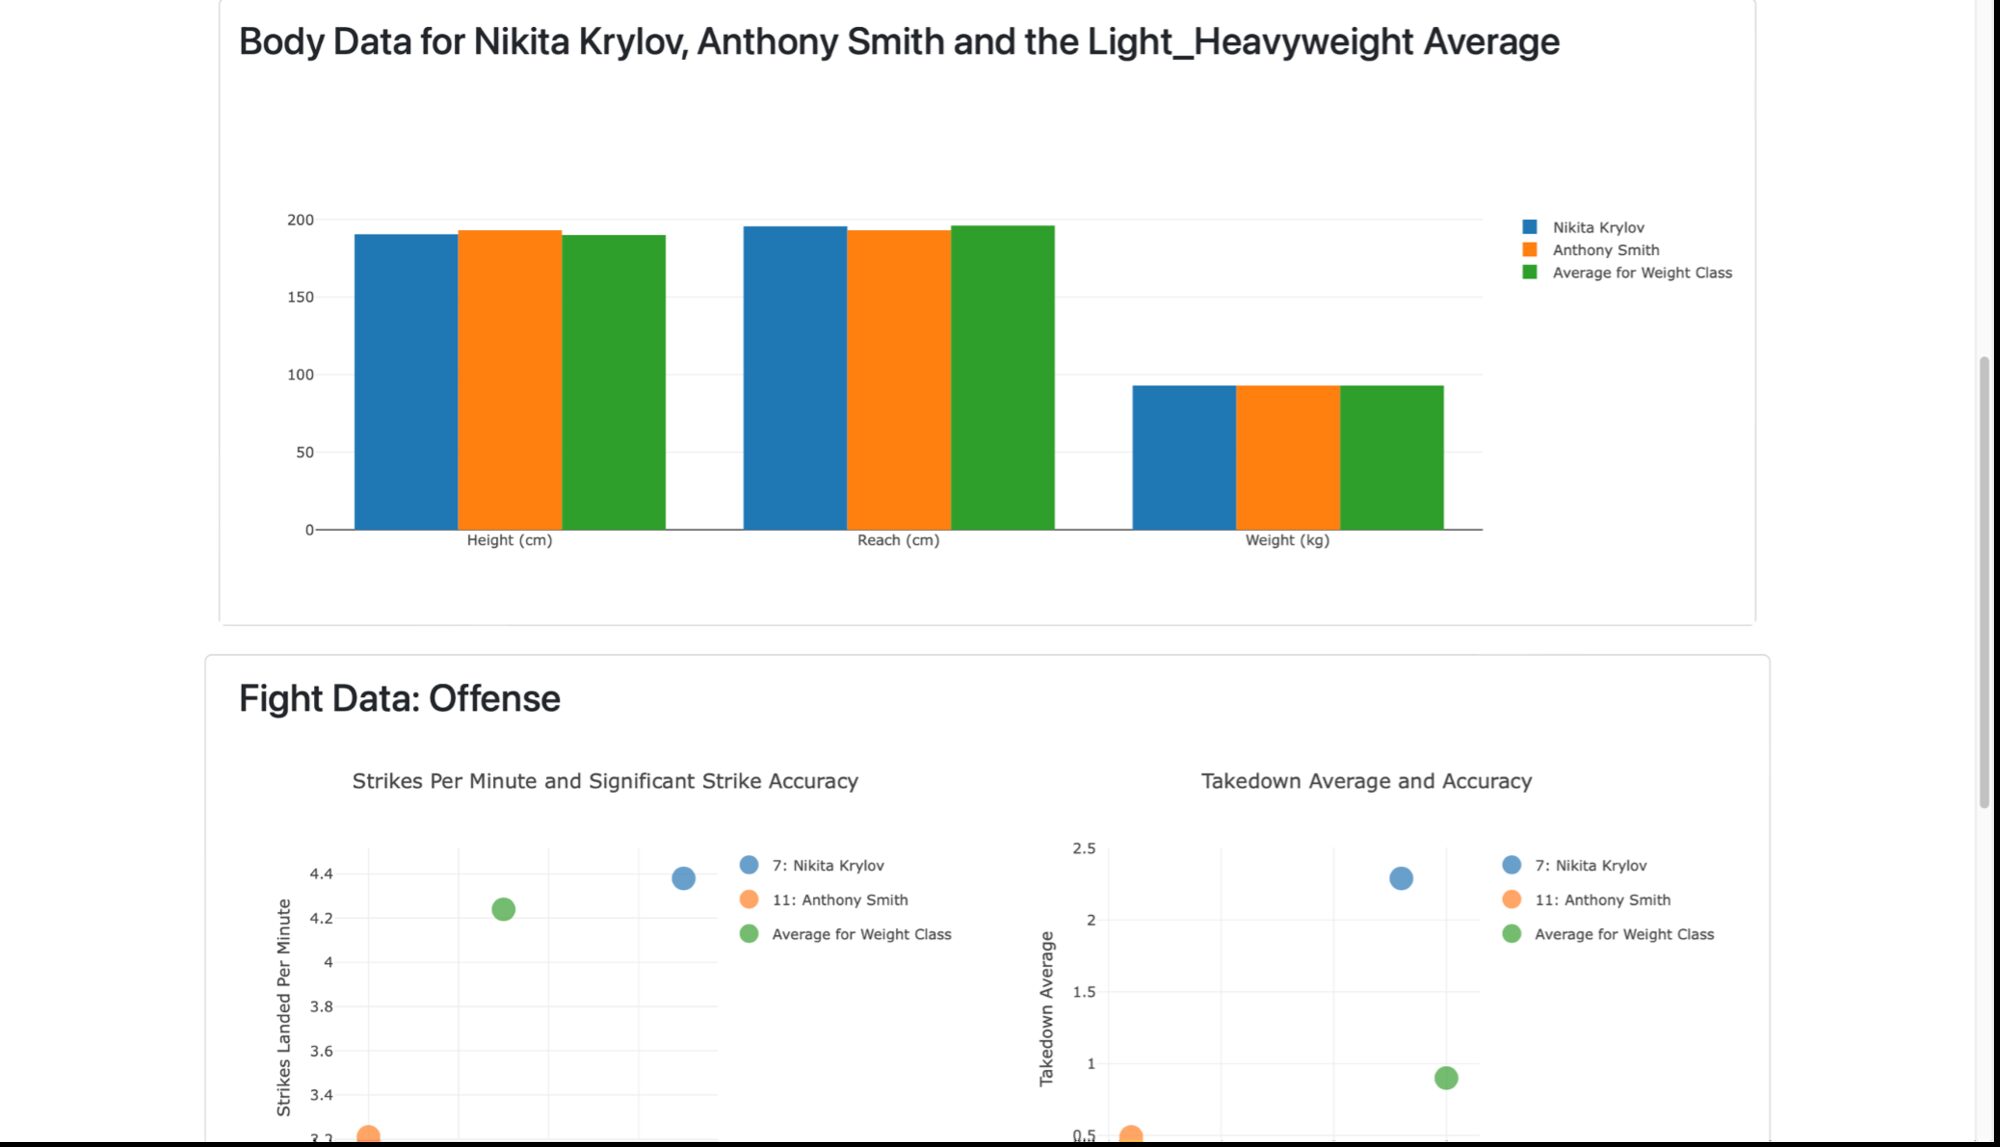 Body Data for Nikita Krylov, Anthony Smith and the Light_Heavyweight Average
200
150
100
50
0
Height (cm)
Reach (cm)
Weight (kg)
Nikita Krylov
Anthony Smith
Average for Weight Class
Fight Data: Offense
Strikes Per Minute and Significant Strike Accuracy
Strikes Landed Per Minute
4.4
4.2
4
3.8
3.6
3.4
3.2
7: Nikita Krylov
11: Anthony Smith
Average for Weight Class
Takedown Average and Accuracy
Takedown Average
2.5
2
1.5
1
0.5
7: Nikita Krylov
11: Anthony Smith
Average for Weight Class